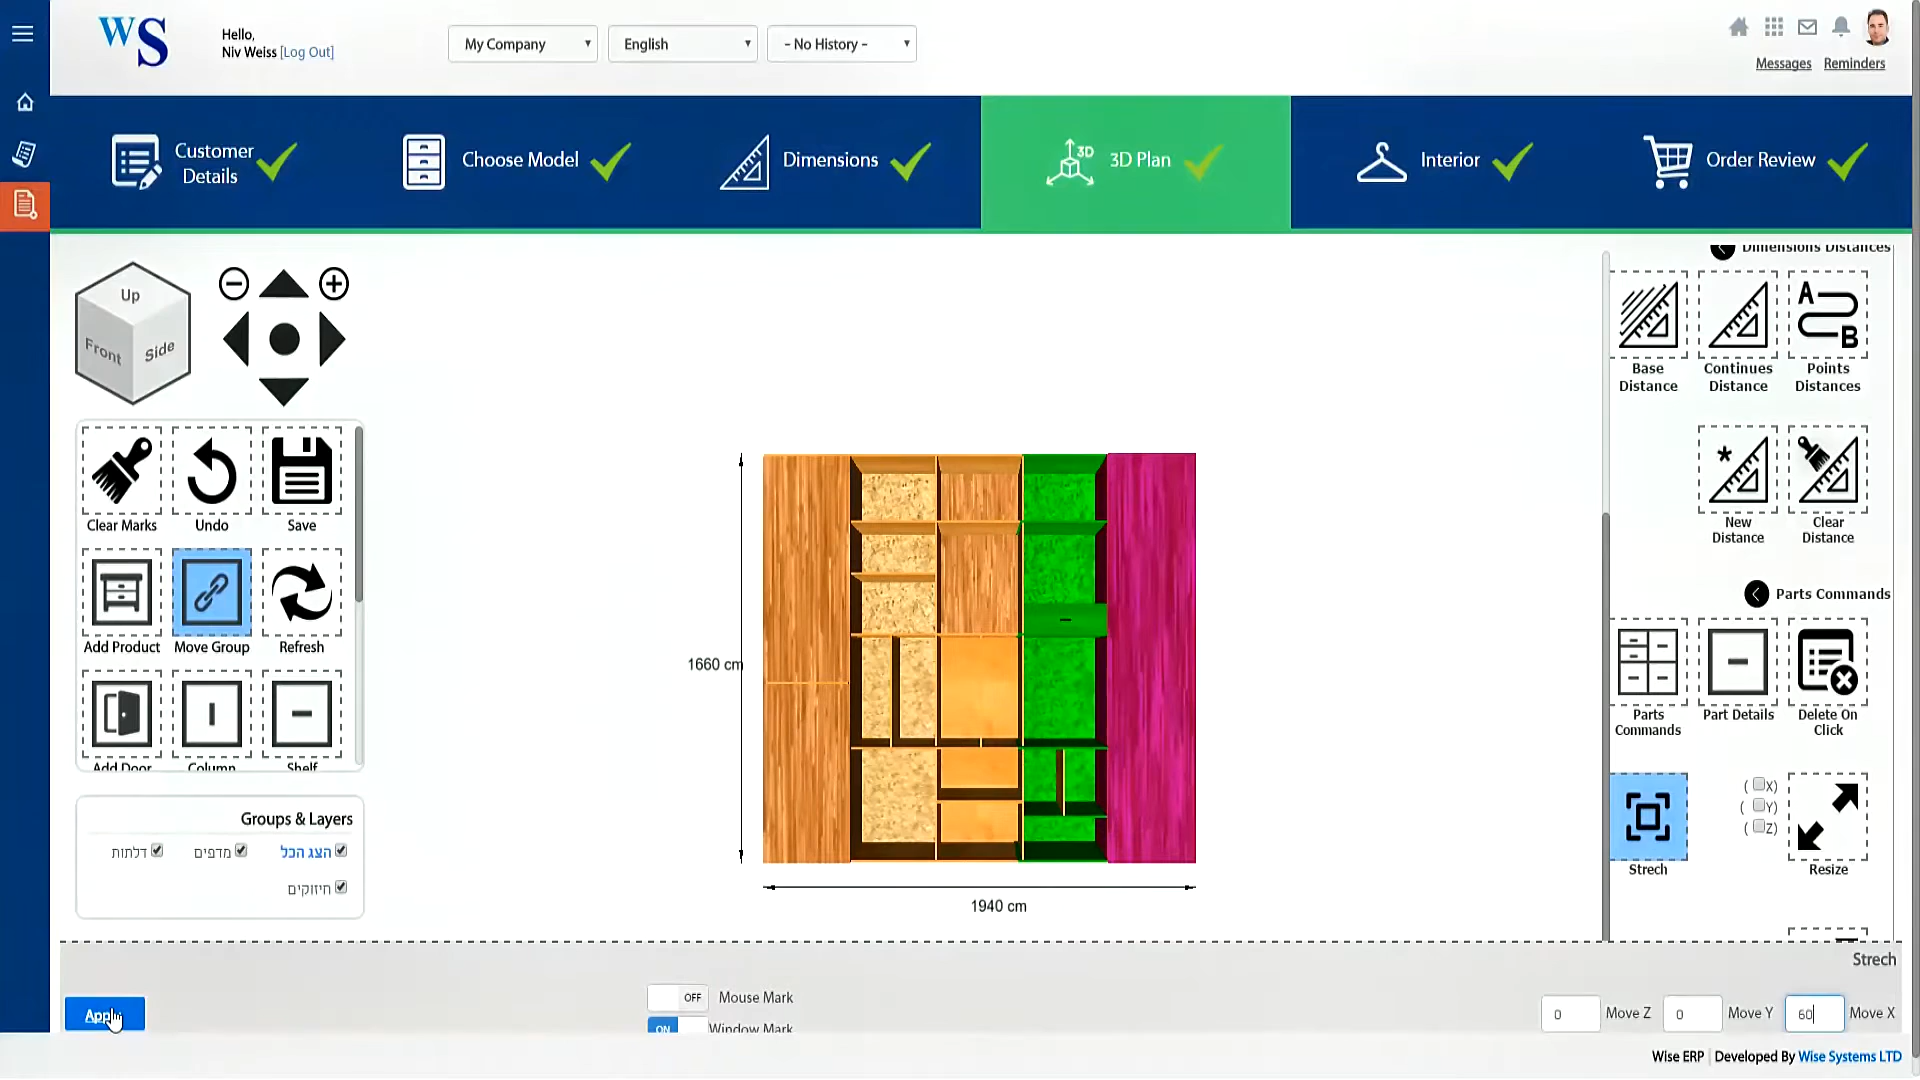 WS
Hello,
Niv Weiss [Log Out]
My Company
English
- No History -
Messages
Reminders
Customer
Details
Choose Model
Dimensions
3D
3D Plan
Interior
Order Review
Up
Front
Side
Clear Marks
Undo
Save
Add Product
Move Group
Refresh
Add Door
Column
Shelf
Groups & Layers
הצג הכל
מדפים
דלתות
חיזוקים
1660 cm
1940 cm
Dimensions Distances
A
B
Base
Distance
Continues
Distance
Points
Distances
*
New
Distance
Clear
Distance
Parts Commands
Parts
Commands
Part Details
Delete On
Click
Strech
( X)
( Y)
( Z)
Resize
Strech
Apply
OFF
Mouse Mark
ON
Window Mark
0
Move Z
0
Move Y
60
Move X
Wise ERP | Developed By Wise Systems LTD